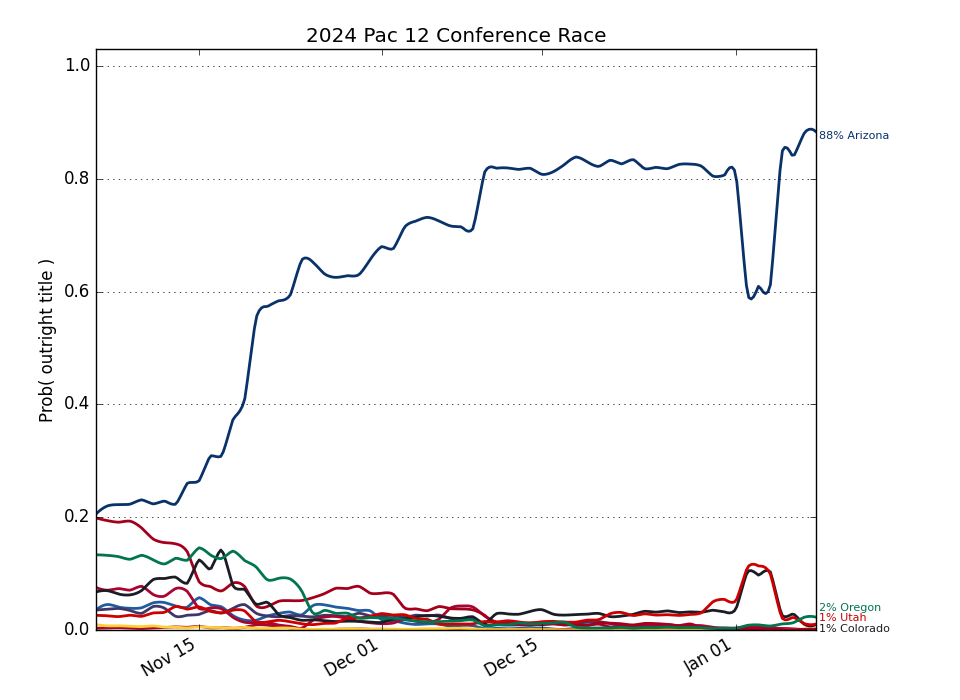 2024 Pac 12 Conference Race
1.0
0.8
0.6
0.4
0.2
0.0
Prob( outright title )
88% Arizona
2% Oregon
1% Utah
1% Colorado
Nov 15
Dec 01
Dec 15
Jan 01